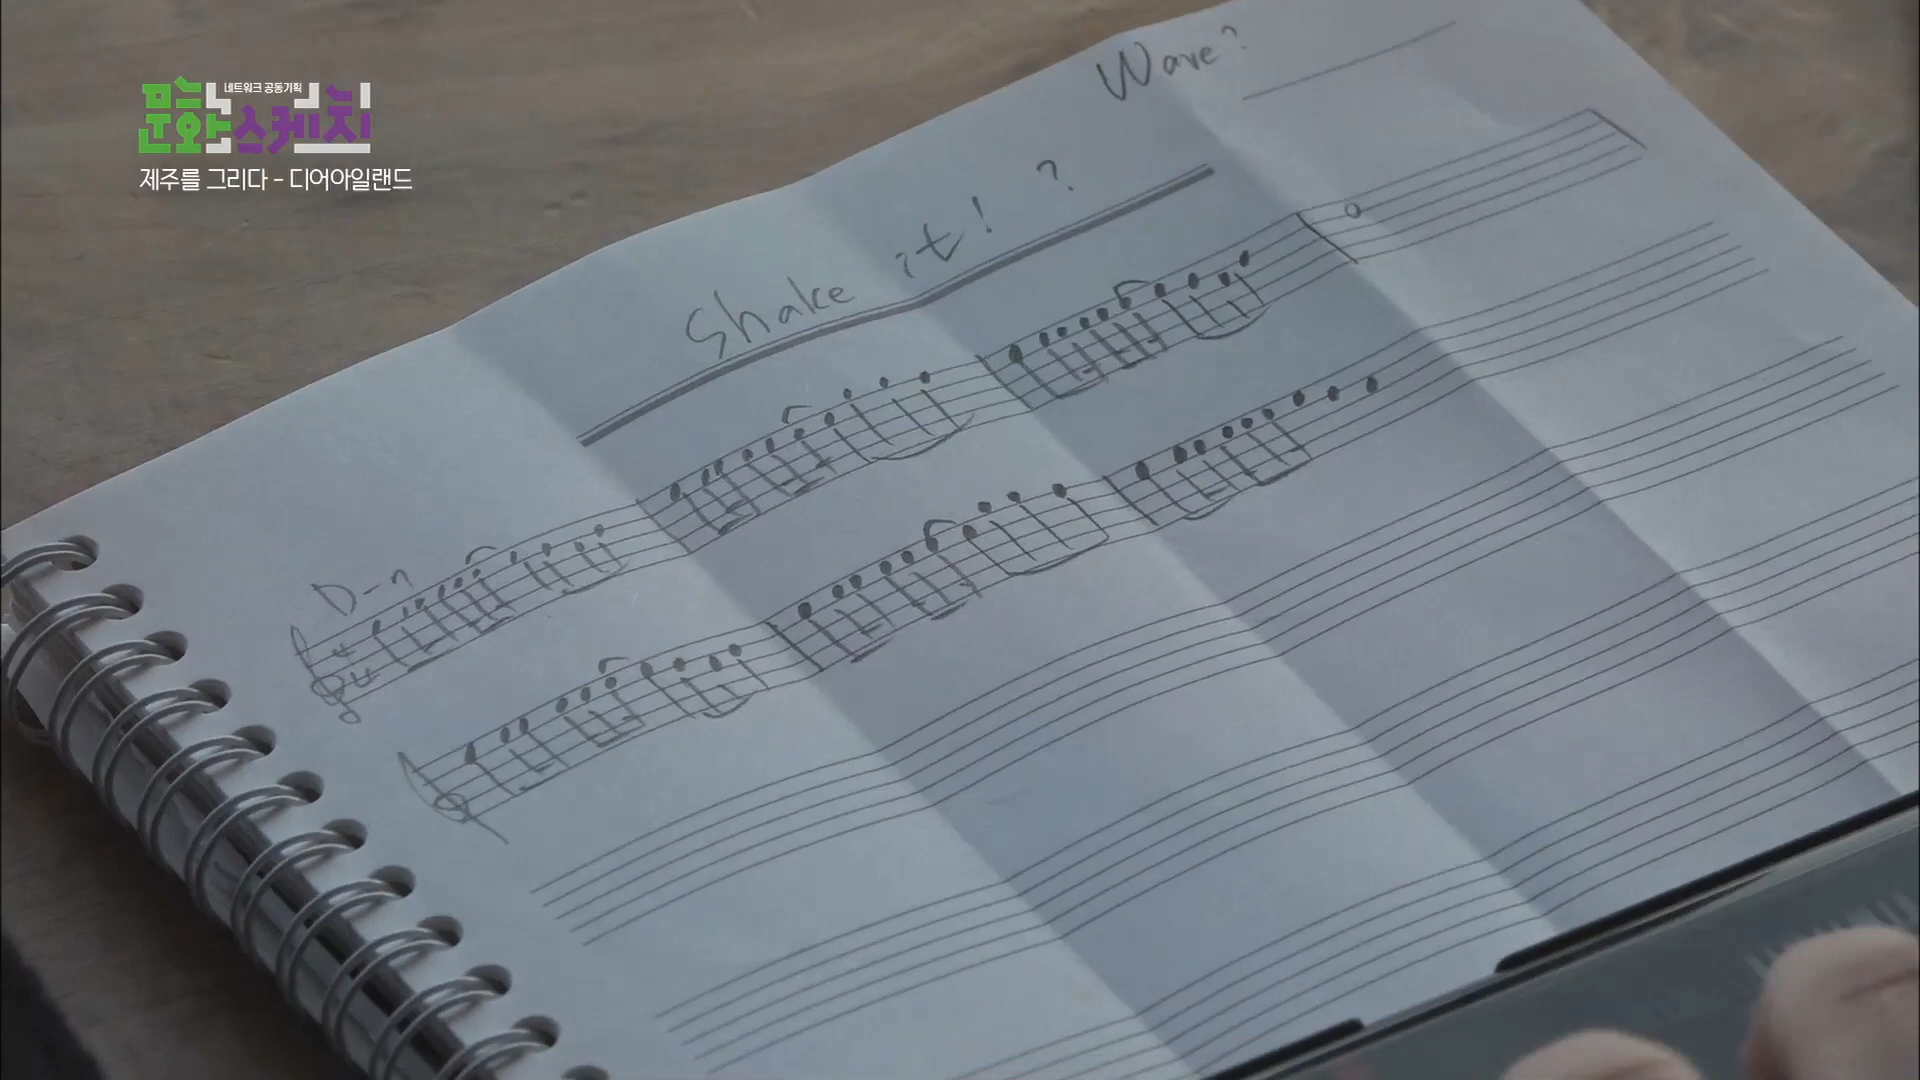 네트워크 공동기획
문화스케치
제주를 그리다 - 디어아일랜드
Wave?
Shake it! ?
D-7